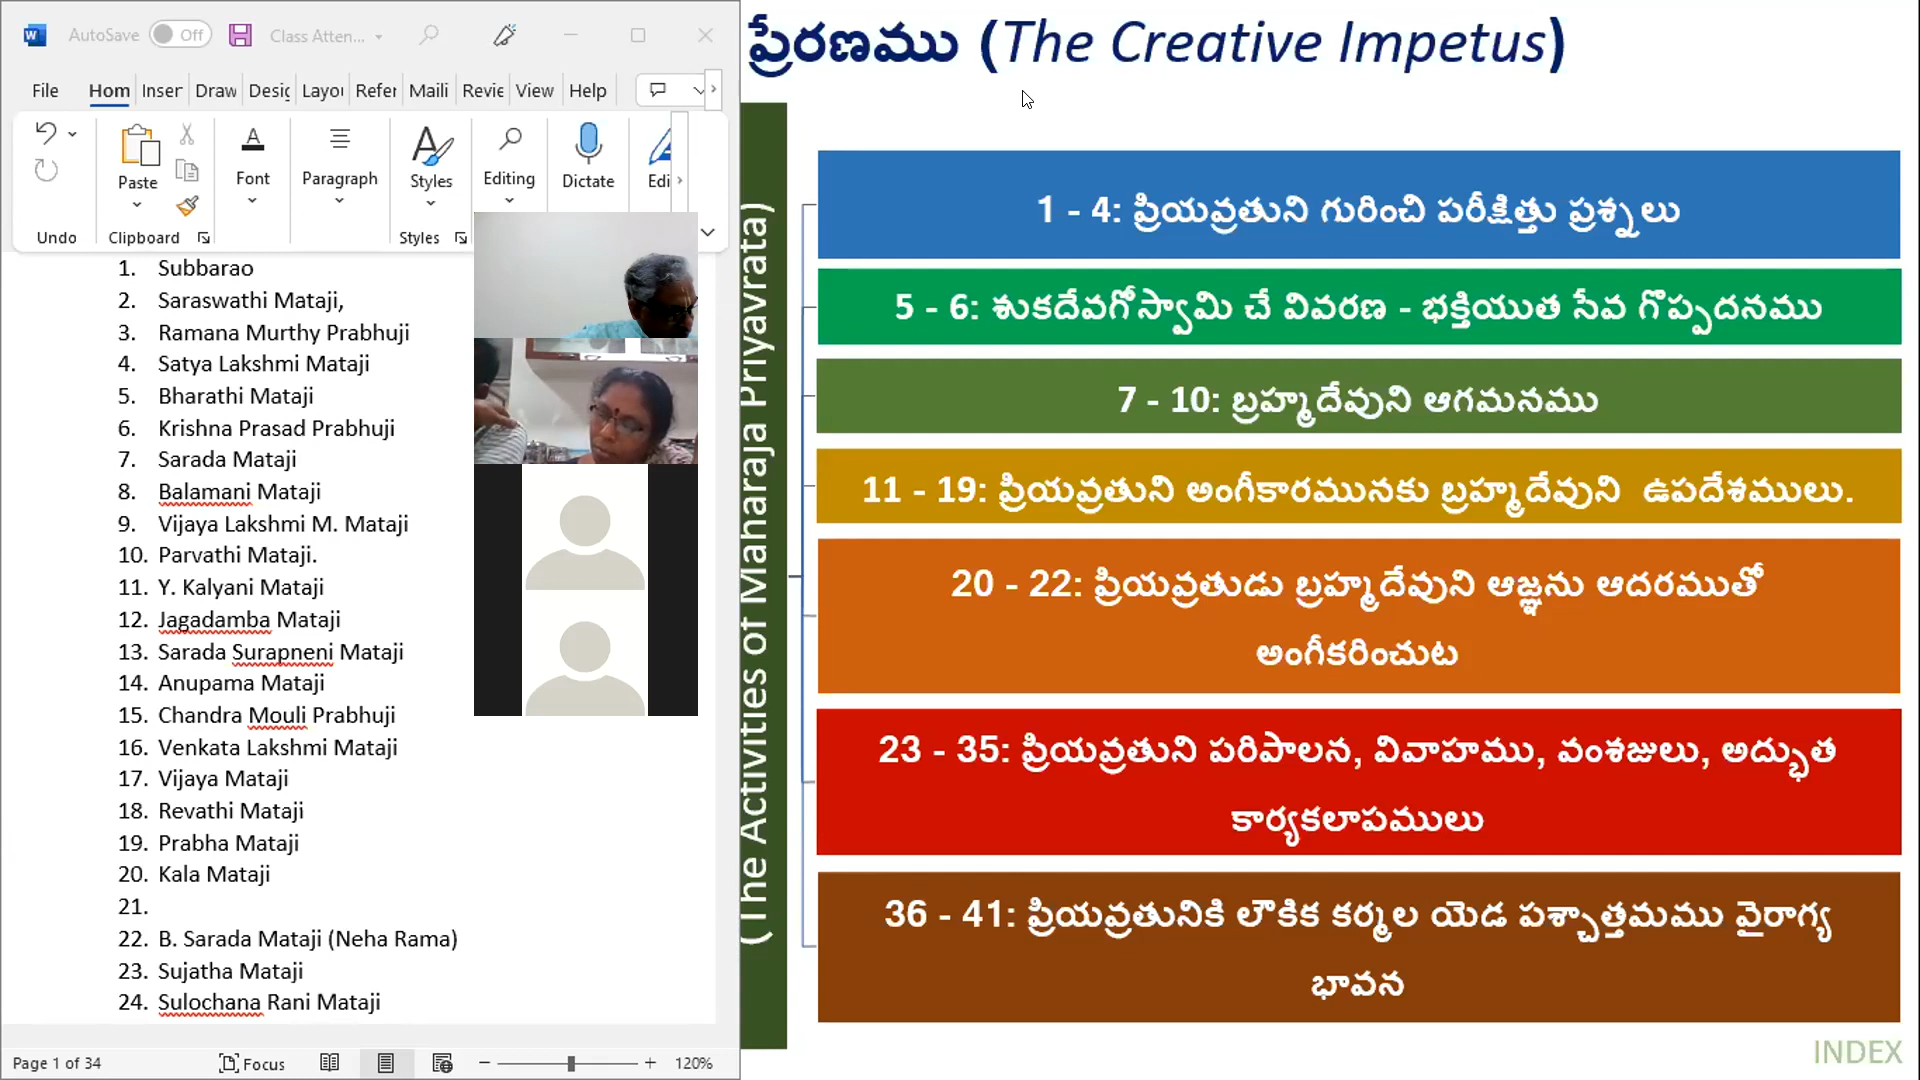 AutoSave Off Class Atten...
File Hom Inser Draw Desig Layou Refer Maili Revie View Help
Paste Font Paragraph Styles Editing Dictate Edi
Undo Clipboard Styles
1. Subbarao
2. Saraswathi Mataji,
3. Ramana Murthy Prabhuji
4. Satya Lakshmi Mataji
5. Bharathi Mataji
6. Krishna Prasad Prabhuji
7. Sarada Mataji
8. Balamani Mataji
9. Vijaya Lakshmi M. Mataji
10. Parvathi Mataji.
11. Y. Kalyani Mataji
12. Jagadamba Mataji
13. Sarada Surapneni Mataji
14. Anupama Mataji
15. Chandra Mouli Prabhuji
16. Venkata Lakshmi Mataji
17. Vijaya Mataji
18. Revathi Mataji
19. Prabha Mataji
20. Kala Mataji
21.
22. B. Sarada Mataji (Neha Rama)
23. Sujatha Mataji
24. Sulochana Rani Mataji
Page 1 of 34 Focus 120%
ప్రేరణము (The Creative Impetus)
(The Activities of Maharaja Priyavrata)
1 - 4: ప్రియవ్రతుని గురించి పరీక్షిత్తు ప్రశ్నలు
5 - 6: శుకదేవగోస్వామి చే వివరణ - భక్తియుత సేవ గొప్పదనము
7 - 10: బ్రహ్మదేవుని ఆగమనము
11 - 19: ప్రియవ్రతుని అంగీకారమునకు బ్రహ్మదేవుని ఉపదేశములు.
20 - 22: ప్రియవ్రతుడు బ్రహ్మదేవుని ఆజ్ఞను ఆదరముతో
అంగీకరించుట
23 - 35: ప్రియవ్రతుని పరిపాలన, వివాహము, వంశజులు, అద్భుత
కార్యకలాపములు
36 - 41: ప్రియవ్రతునికి లౌకిక కర్మల యెడ పశ్చాత్తమము వైరాగ్య
భావన
INDEX